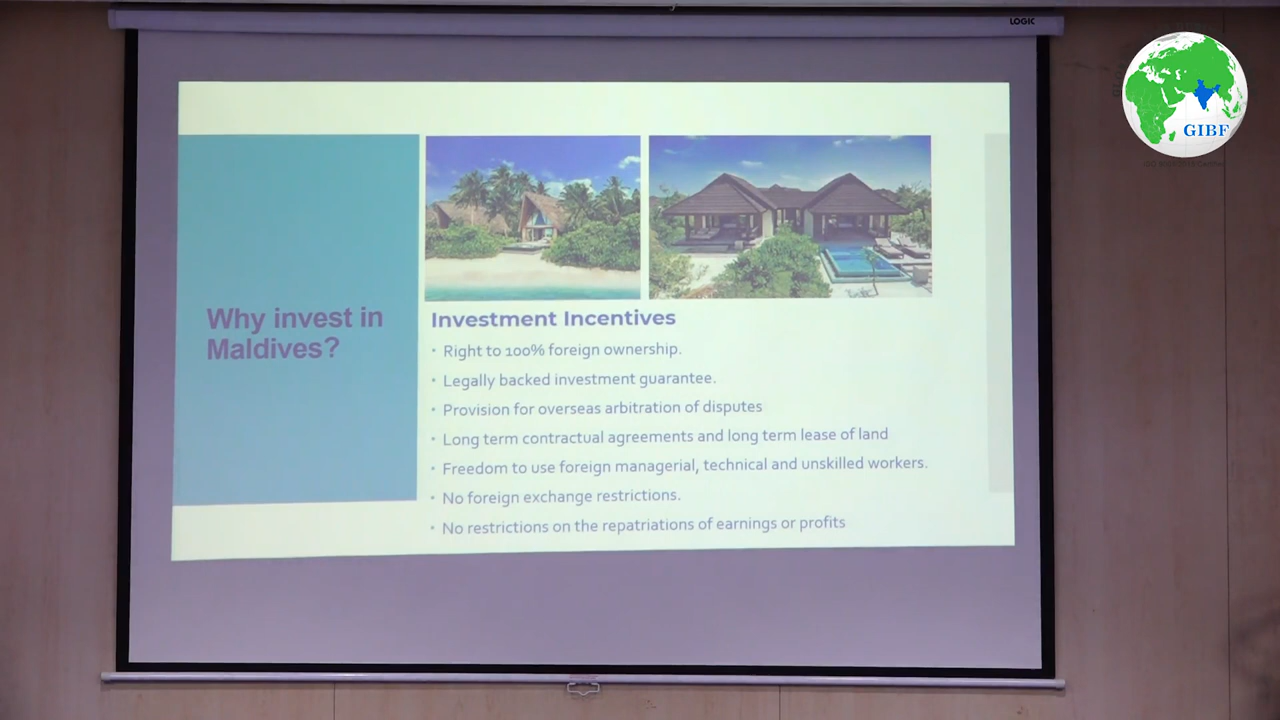 LOGIC
GIBF
Why invest in
Maldives?
Investment Incentives
• Right to 100% foreign ownership.
• Legally backed investment guarantee.
• Provision for overseas arbitration of disputes
• Long term contractual agreements and long term lease of land
• Freedom to use foreign managerial, technical and unskilled workers.
• No foreign exchange restrictions.
• No restrictions on the repatriations of earnings or profits